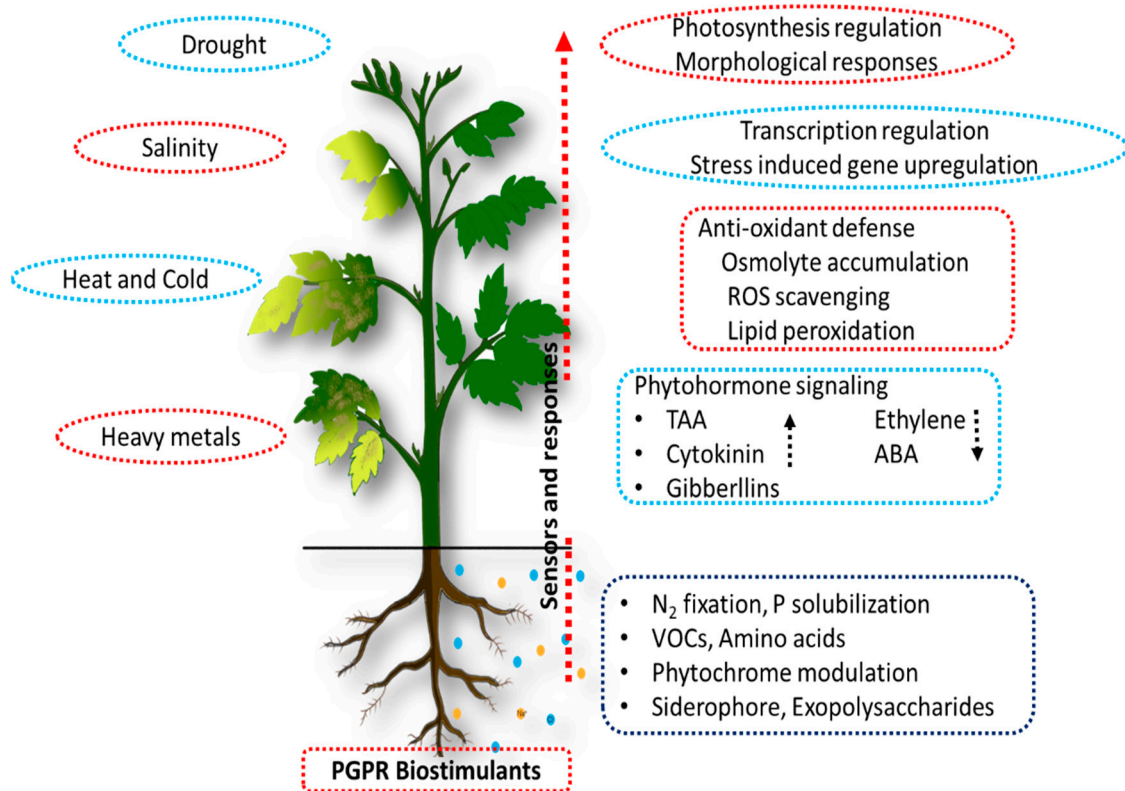 Drought
Salinity
Heat and Cold
Heavy metals
Photosynthesis regulation
Morphological responses
Transcription regulation
Stress induced gene upregulation
Anti-oxidant defense
Osmolyte accumulation
ROS scavenging
Lipid peroxidation
Phytohormone signaling
• TAA
• Cytokinin
• Gibberllins
Ethylene
ABA
Sensors and responses
• N₂ fixation, P solubilization
• VOCs, Amino acids
• Phytochrome modulation
• Siderophore, Exopolysaccharides
Na⁺
PGPR Biostimulants